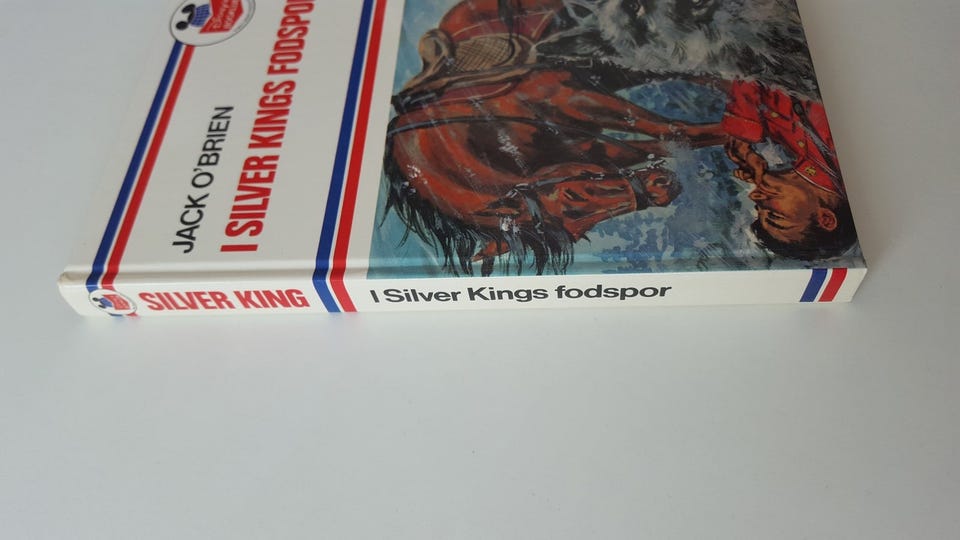 JACK O'BRIEN
I SILVER KINGS FODSPOR
SILVER KING
I Silver Kings fodspor